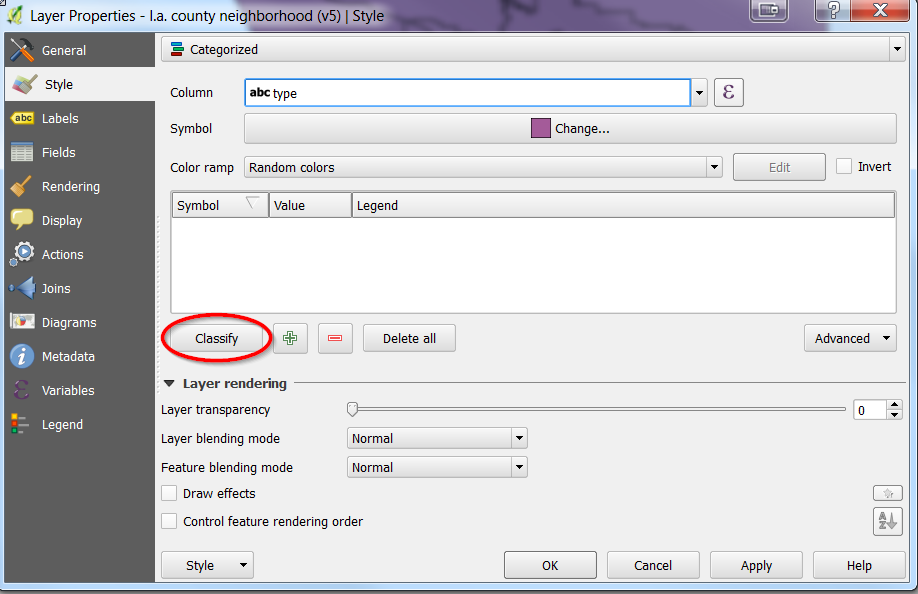 Layer Properties - l.a. county neighborhood (v5) | Style
General
Style
abc Labels
Fields
Rendering
Display
Actions
Joins
Diagrams
Metadata
Variables
Legend
Categorized
Column abc type ε
Symbol Change...
Color ramp Random colors Edit Invert
Symbol Value Legend
Classify Delete all Advanced
Layer rendering
Layer transparency 0
Layer blending mode Normal
Feature blending mode Normal
Draw effects
Control feature rendering order
A Z
Style OK Cancel Apply Help